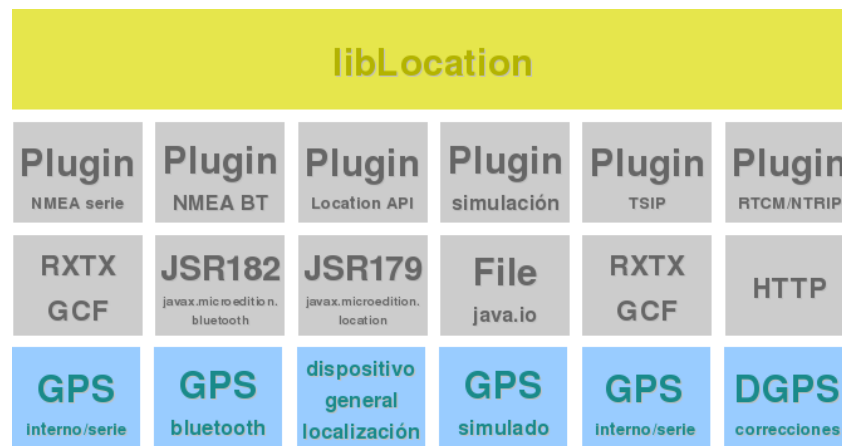 libLocation
Plugin Plugin Plugin Plugin Plugin Plugin
NMEA serie NMEA BT Location API simulación TSIP RTCM/NTRIP
RXTX GCF
JSR182
javax.microedition.
bluetooth
JSR179
javax.microedition.
location
File
java.io
RXTX GCF
HTTP
GPS
interno/serie
GPS
bluetooth
dispositivo
general
localización
GPS
simulado
GPS
interno/serie
DGPS
correcciones